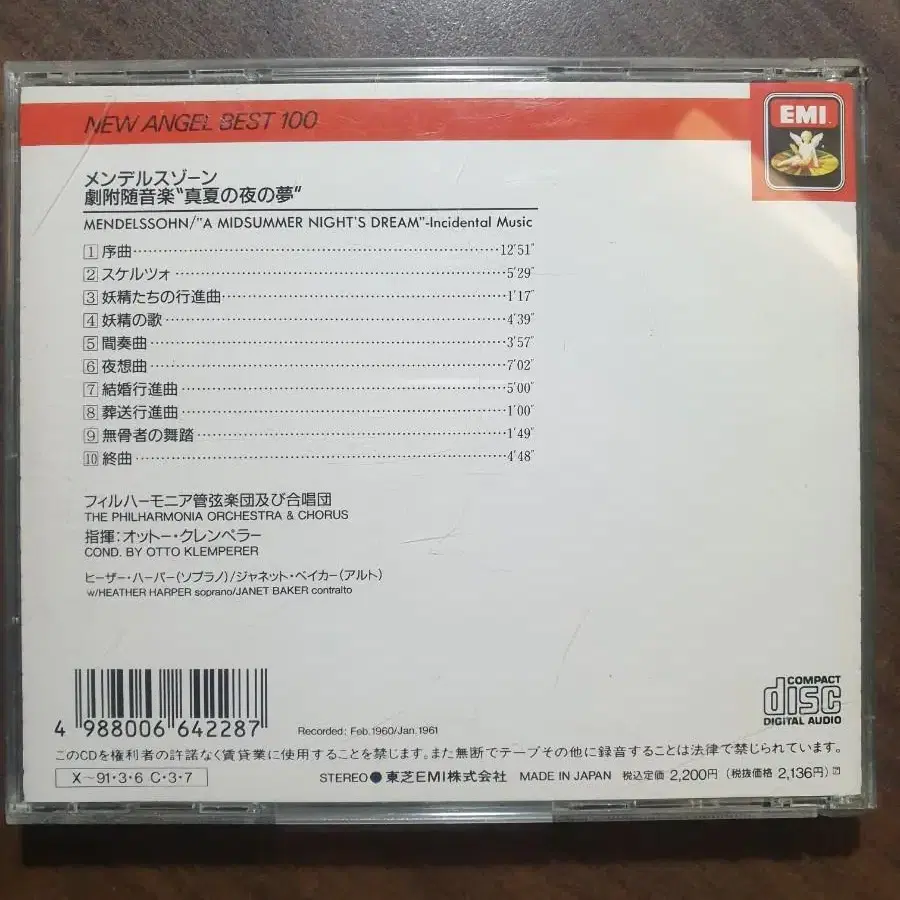 NEW ANGEL BEST 100
EMI
メンデルスゾーン
劇附随音楽"真夏の夜の夢"
MENDELSSOHN/"A MIDSUMMER NIGHT'S DREAM"-Incidental Music
1 序曲 12'51"
2 スケルツォ 5'29"
3 妖精たちの行進曲 1'17"
4 妖精の歌 4'39"
5 間奏曲 3'57"
6 夜想曲 7'02"
7 結婚行進曲 5'00"
8 葬送行進曲 1'00"
9 無骨者の舞踏 1'49"
10 終曲 4'48"
フィルハーモニア管弦楽団及び合唱団
THE PHILHARMONIA ORCHESTRA & CHORUS
指揮:オットー・クレンペラー
COND. BY OTTO KLEMPERER
ヒーザー・ハーパー(ソプラノ)/ジャネット・ベイカー(アルト)
w/HEATHER HARPER soprano/JANET BAKER contralto
4 988006 642287
Recorded; Feb.1960/Jan.1961
COMPACT
disc
DIGITAL AUDIO
このCDを権利者の許諾なく賃貸業に使用することを禁じます。また無断でテープその他に録音することは法律で禁じられています。
X～91・3・6 C・3・7
STEREO●東芝EMI株式会社 MADE IN JAPAN 税込定価 2,200円 (税抜価格 2,136円)